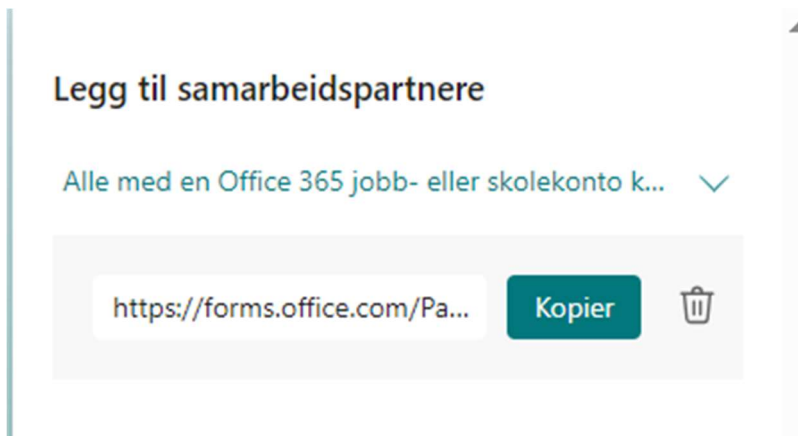 Legg til samarbeidspartnere
Alle med en Office 365 jobb- eller skolekonto k...
https://forms.office.com/Pa... Kopier